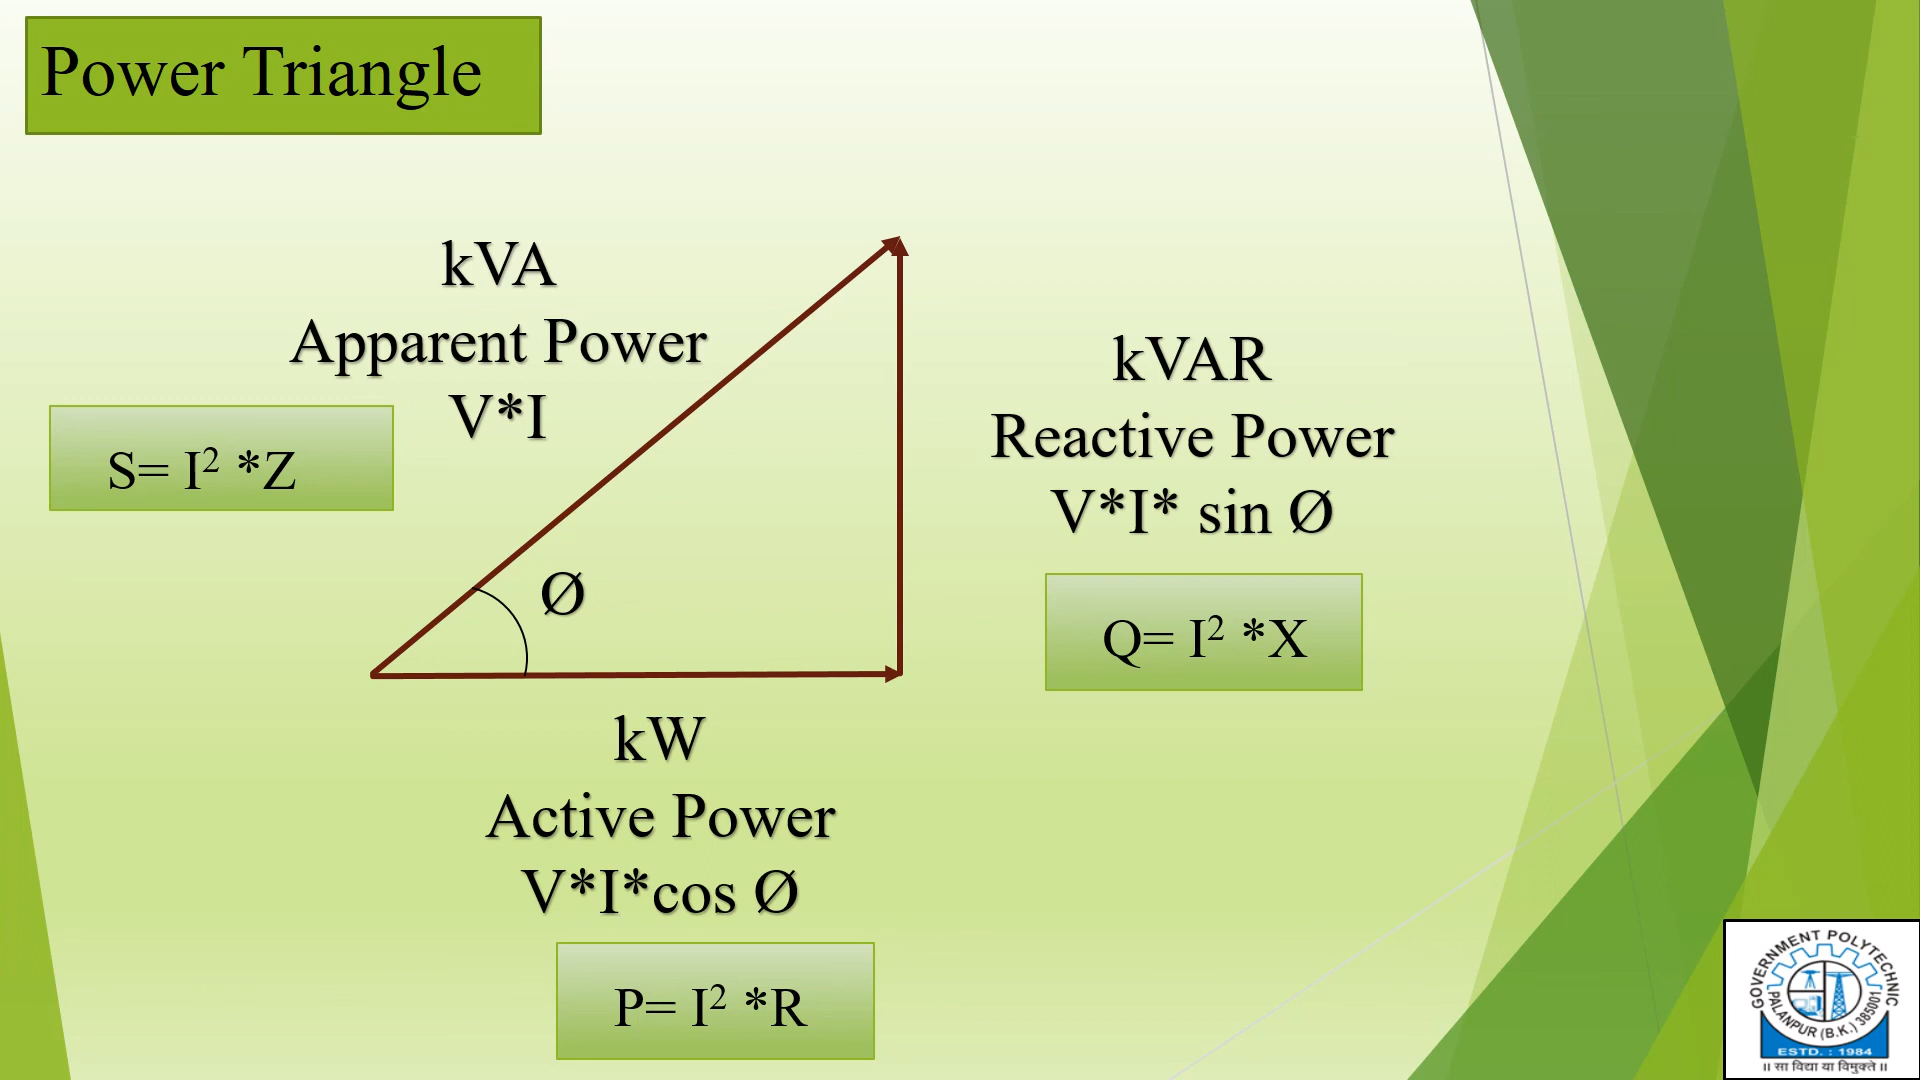 Power Triangle
kVA
Apparent Power
V*I
S= I² *Z
kVAR
Reactive Power
V*I* sin Ø
Q= I² *X
Ø
kW
Active Power
V*I*cos Ø
P= I² *R
GOVERNMENT POLYTECHNIC
PALANPUR (B.K.) 385001
ESTD. : 1984
॥ सा विद्या या विमुक्ते ॥